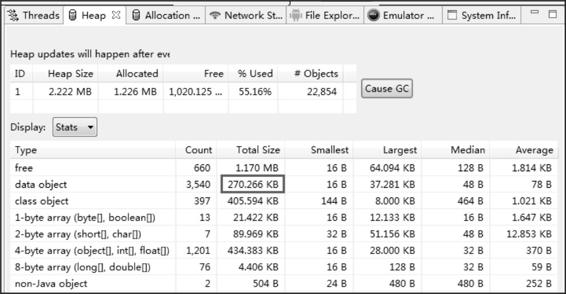 Threads Heap Allocation ... Network St... File Explor... Emulator ... System Inf...
Heap updates will happen after eve
ID Heap Size Allocated Free % Used # Objects
1 2.222 MB 1.226 MB 1,020.125 ... 55.16% 22,854
Cause GC
Display: Stats
Type Count Total Size Smallest Largest Median Average
free 660 1.170 MB 16 B 64.094 KB 128 B 1.814 KB
data object 3,540 270.266 KB 16 B 37.281 KB 48 B 78 B
class object 397 405.594 KB 144 B 8.000 KB 464 B 1.021 KB
1-byte array (byte[], boolean[]) 13 21.422 KB 16 B 12.133 KB 16 B 1.647 KB
2-byte array (short[], char[]) 7 89.969 KB 32 B 51.156 KB 48 B 12.853 KB
4-byte array (object[], int[], float[]) 1,201 434.383 KB 16 B 28.000 KB 32 B 370 B
8-byte array (long[], double[]) 76 4.406 KB 16 B 128 B 32 B 59 B
non-Java object 2 504 B 24 B 480 B 480 B 252 B